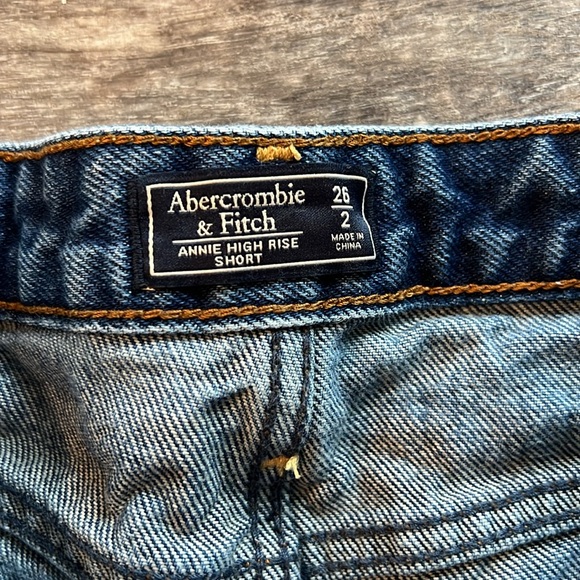 Abercrombie
& Fitch
ANNIE HIGH RISE
SHORT
26
2
MADE IN
CHINA